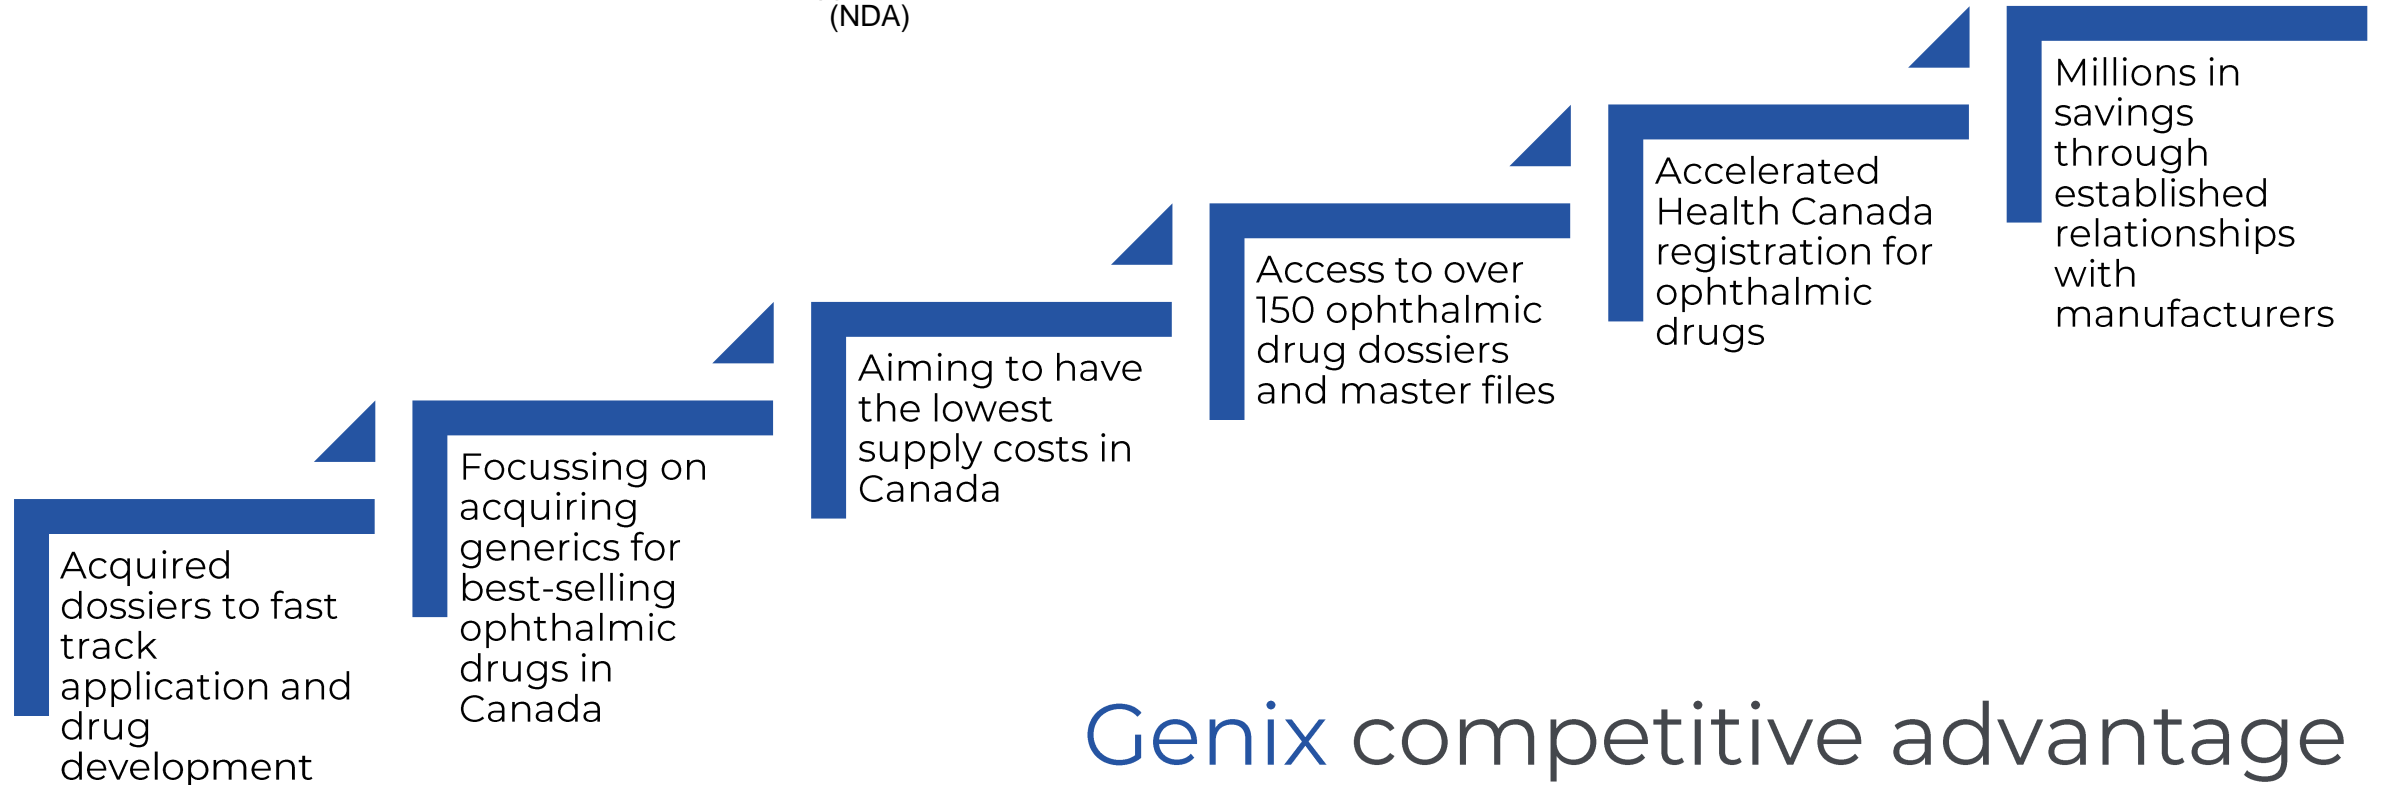 (NDA)
Acquired
dossiers to fast
track
application and
drug
development
Focussing on
acquiring
generics for
best-selling
ophthalmic
drugs in
Canada
Aiming to have
the lowest
supply costs in
Canada
Access to over
150 ophthalmic
drug dossiers
and master files
Accelerated
Health Canada
registration for
ophthalmic
drugs
Millions in
savings
through
established
relationships
with
manufacturers
Genix competitive advantage